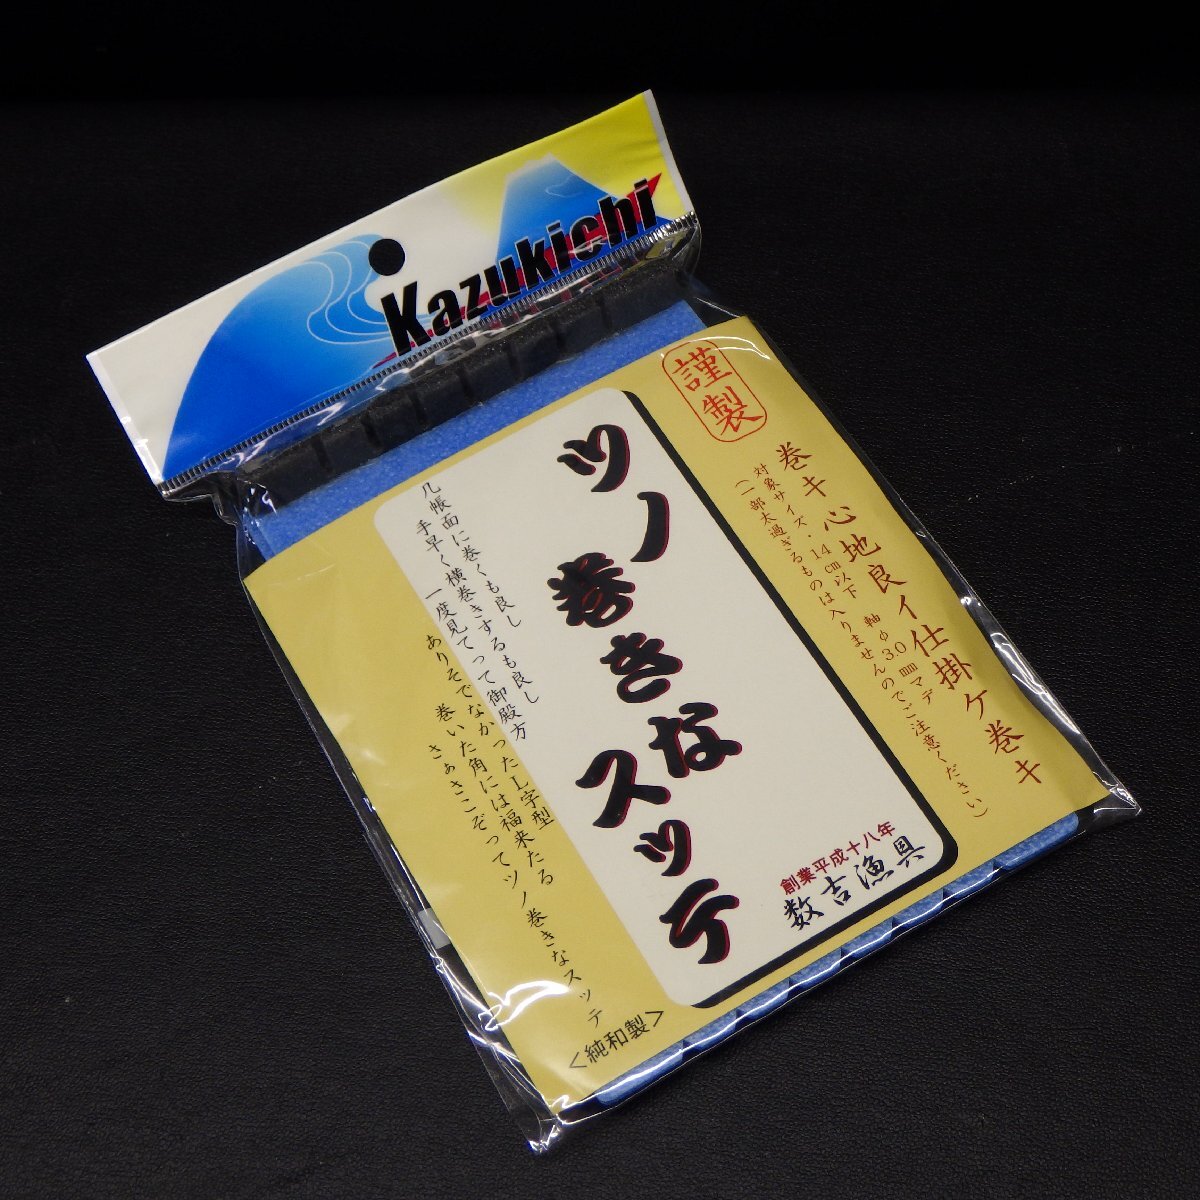 Kazukichi
謹製
巻キ心地良イ仕掛ケ巻キ
対象サイズ・14㎝以下 軸φ3.0㎜マデ
(一部太過ぎるものは入りませんのでご注意ください)
ツノ
巻きな
スッテ
創業平成十八年
数吉漁具
几帳面に巻くも良し
手早く横巻きするも良し
一度見てって御殿方
ありそでなかったL字型
巻いた角には福来たる
さぁさこぞってツノ巻きなスッテ
<純和製>